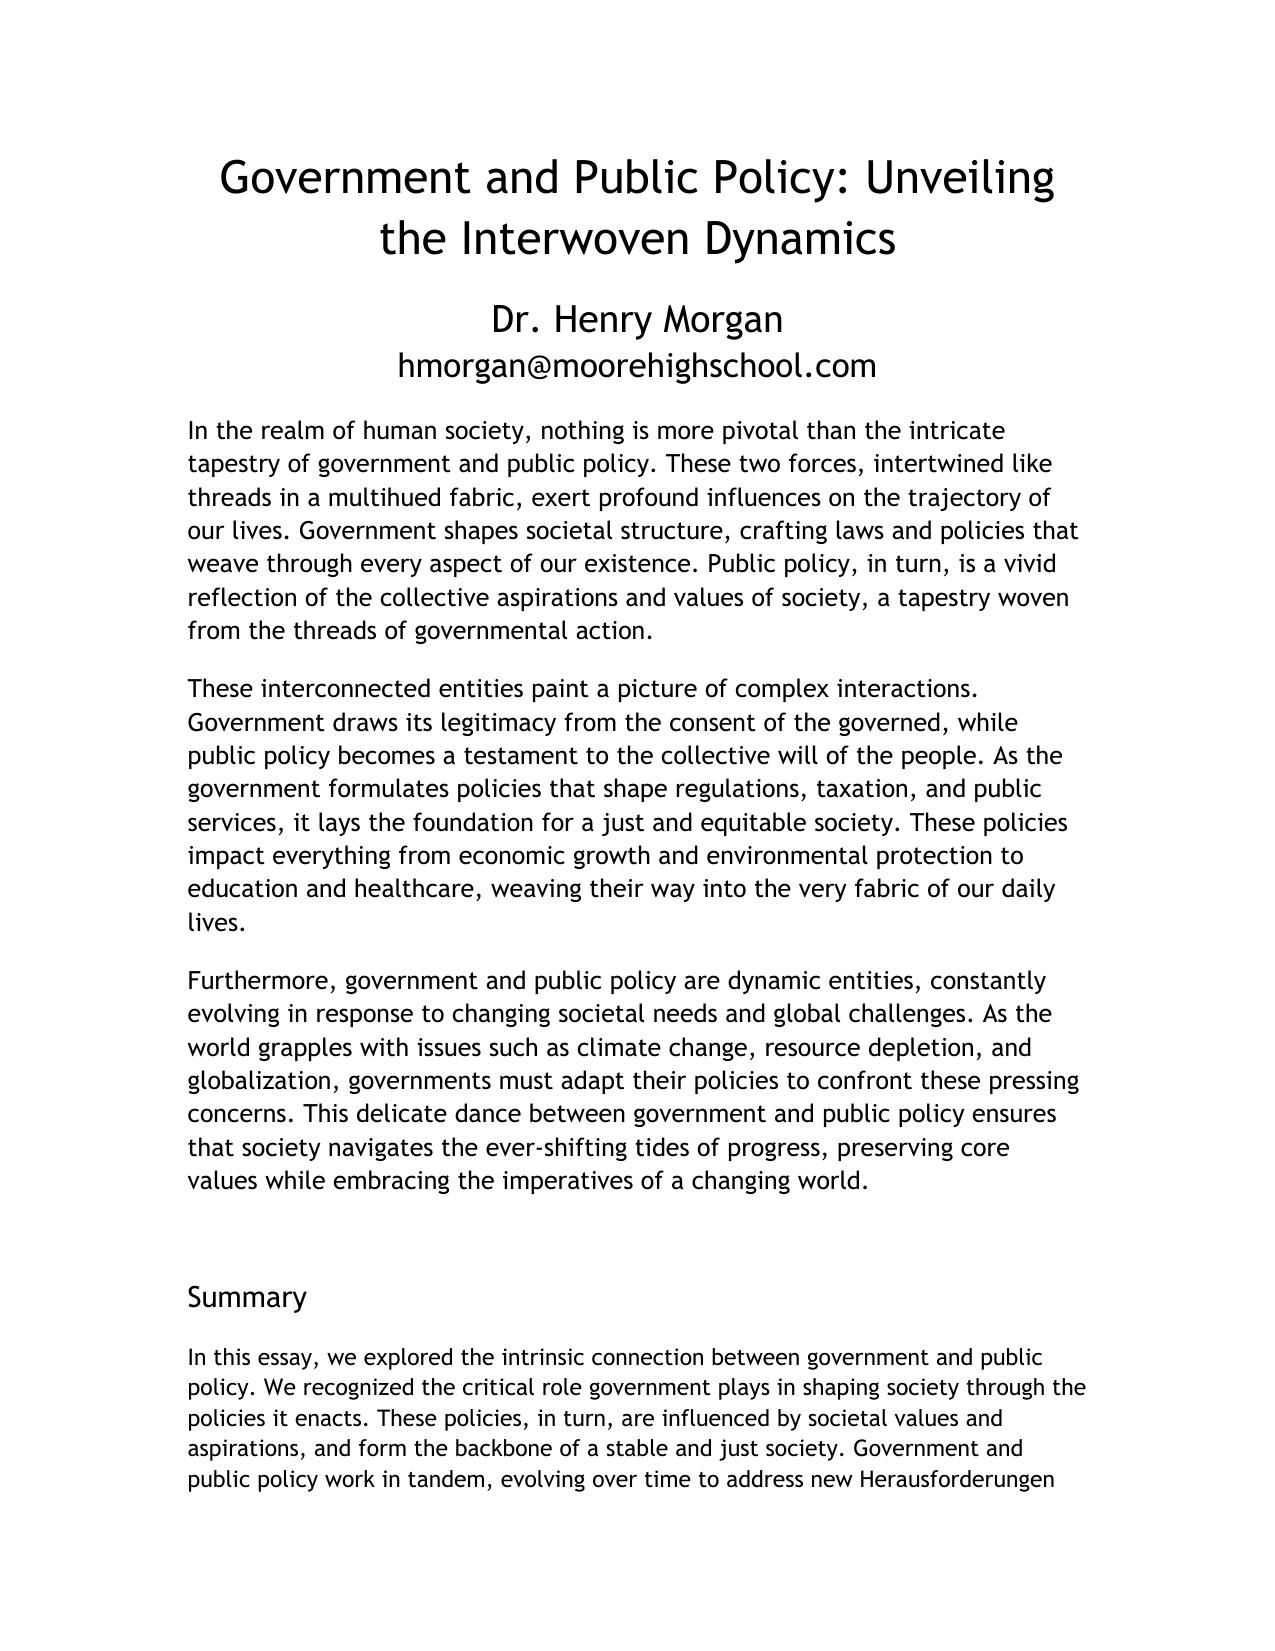 Government and Public Policy: Unveiling
the Interwoven Dynamics
Dr. Henry Morgan
hmorgan@moorehighschool.com
In the realm of human society, nothing is more pivotal than the intricate
tapestry of government and public policy. These two forces, intertwined like
threads in a multihued fabric, exert profound influences on the trajectory of
our lives. Government shapes societal structure, crafting laws and policies that
weave through every aspect of our existence. Public policy, in turn, is a vivid
reflection of the collective aspirations and values of society, a tapestry woven
from the threads of governmental action.
These interconnected entities paint a picture of complex interactions.
Government draws its legitimacy from the consent of the governed, while
public policy becomes a testament to the collective will of the people. As the
government formulates policies that shape regulations, taxation, and public
services, it lays the foundation for a just and equitable society. These policies
impact everything from economic growth and environmental protection to
education and healthcare, weaving their way into the very fabric of our daily
lives.
Furthermore, government and public policy are dynamic entities, constantly
evolving in response to changing societal needs and global challenges. As the
world grapples with issues such as climate change, resource depletion, and
globalization, governments must adapt their policies to confront these pressing
concerns. This delicate dance between government and public policy ensures
that society navigates the ever-shifting tides of progress, preserving core
values while embracing the imperatives of a changing world.
Summary
In this essay, we explored the intrinsic connection between government and public
policy. We recognized the critical role government plays in shaping society through the
policies it enacts. These policies, in turn, are influenced by societal values and
aspirations, and form the backbone of a stable and just society. Government and
public policy work in tandem, evolving over time to address new Herausforderungen